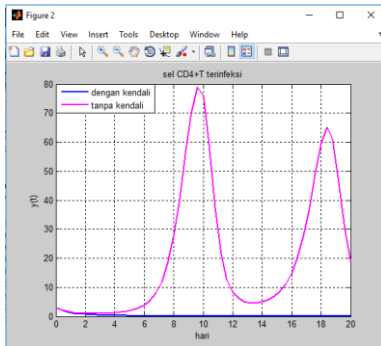 Figure 2
File Edit View Insert Tools Desktop Window Help
sel CD4+T terinfeksi
dengan kendali
tanpa kendali
80
70
60
50
40
30
20
10
0
y(t)
0 2 4 6 8 10 12 14 16 18 20
hari